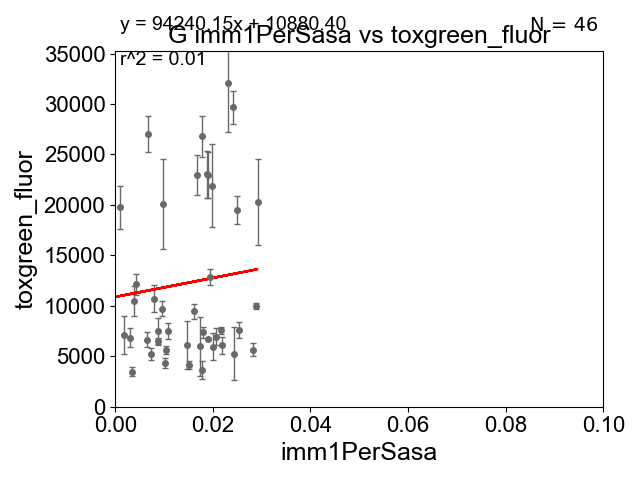 y = 94240.15x + 10880.40
N = 46
G imm1PerSasa vs toxgreen_fluor
r^2 = 0.01
35000
30000
25000
20000
15000
10000
5000
0
toxgreen_fluor
0.00 0.02 0.04 0.06 0.08 0.10
imm1PerSasa